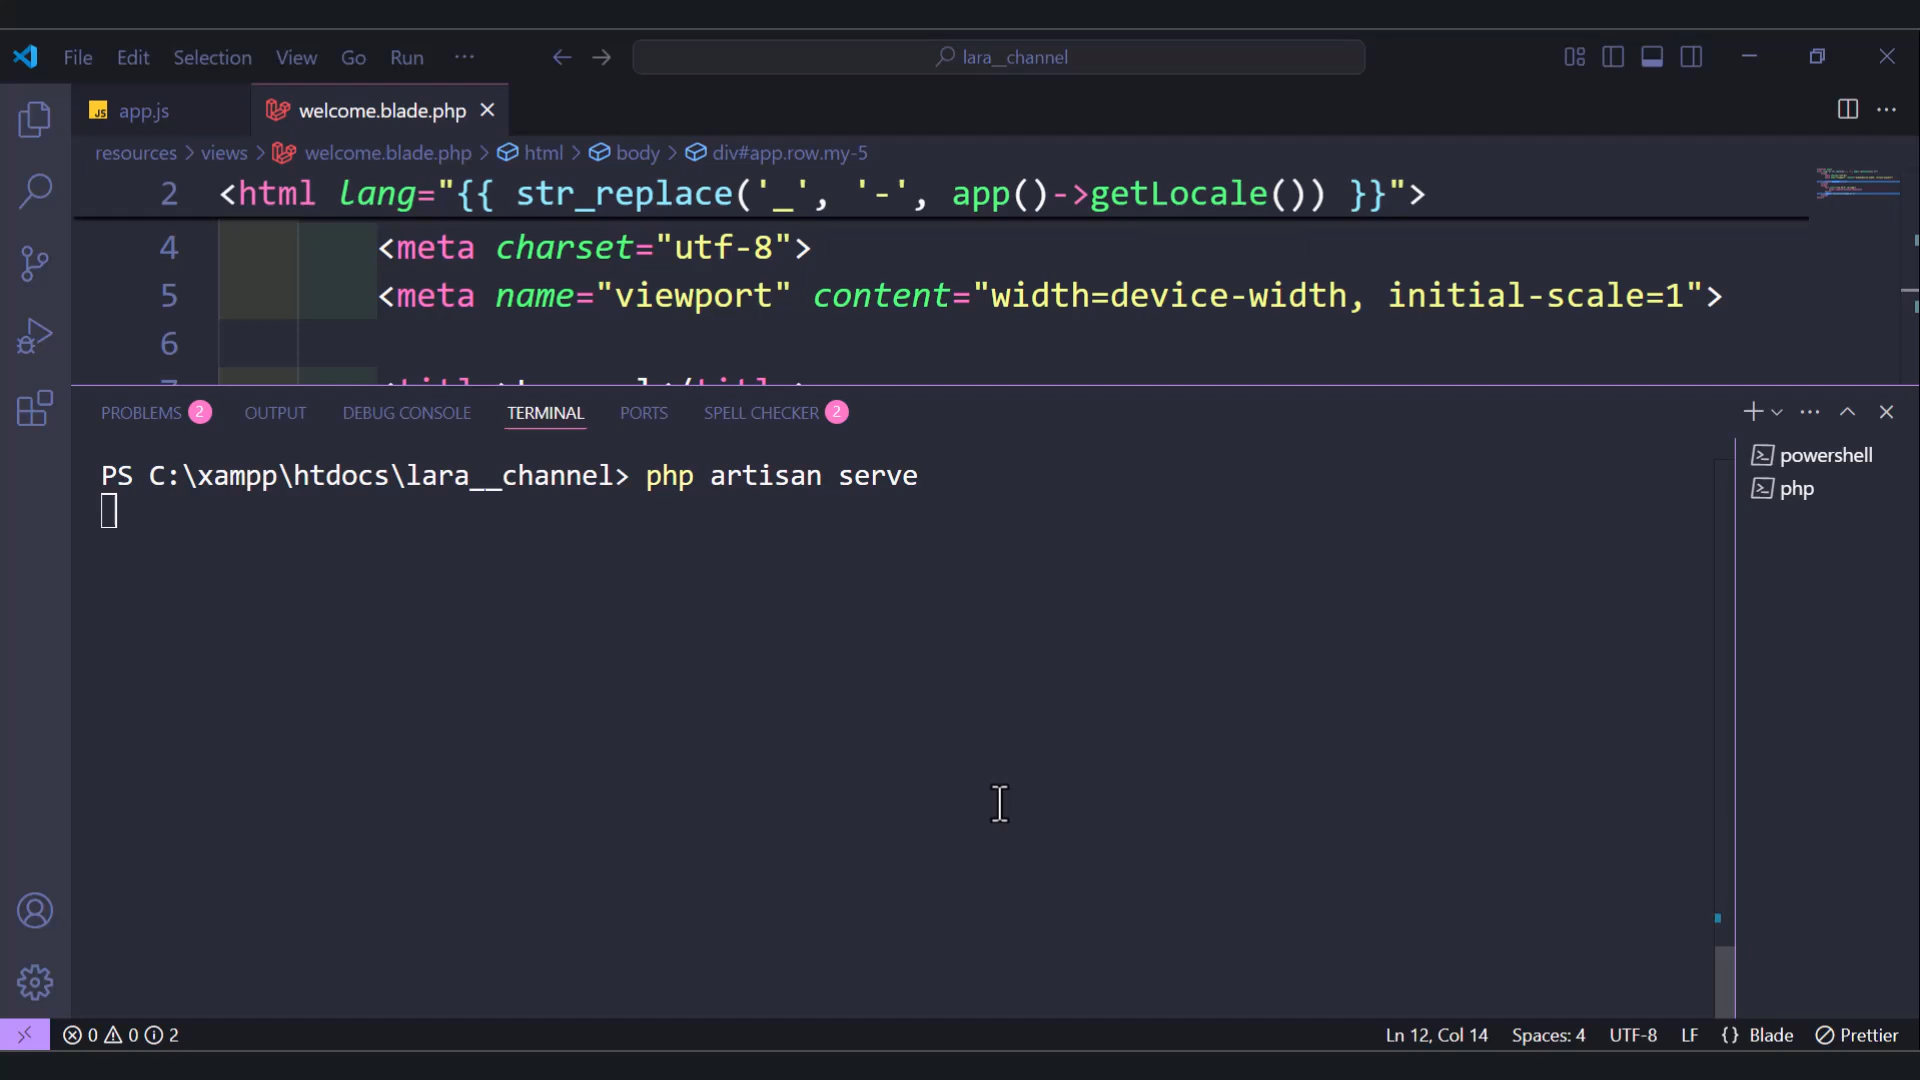 File Edit Selection View Go Run ··· lara__channel
JS app.js welcome.blade.php
resources > views > welcome.blade.php > html > body > div#app.row.my-5
2 <html lang="{{ str_replace('_', '-', app()->getLocale()) }}">
4 <meta charset="utf-8">
5 <meta name="viewport" content="width=device-width, initial-scale=1">
6
PROBLEMS 2 OUTPUT DEBUG CONSOLE TERMINAL PORTS SPELL CHECKER 2
PS C:\xampp\htdocs\lara__channel> php artisan serve
powershell
php
0 0 2 Ln 12, Col 14 Spaces: 4 UTF-8 LF {} Blade Prettier